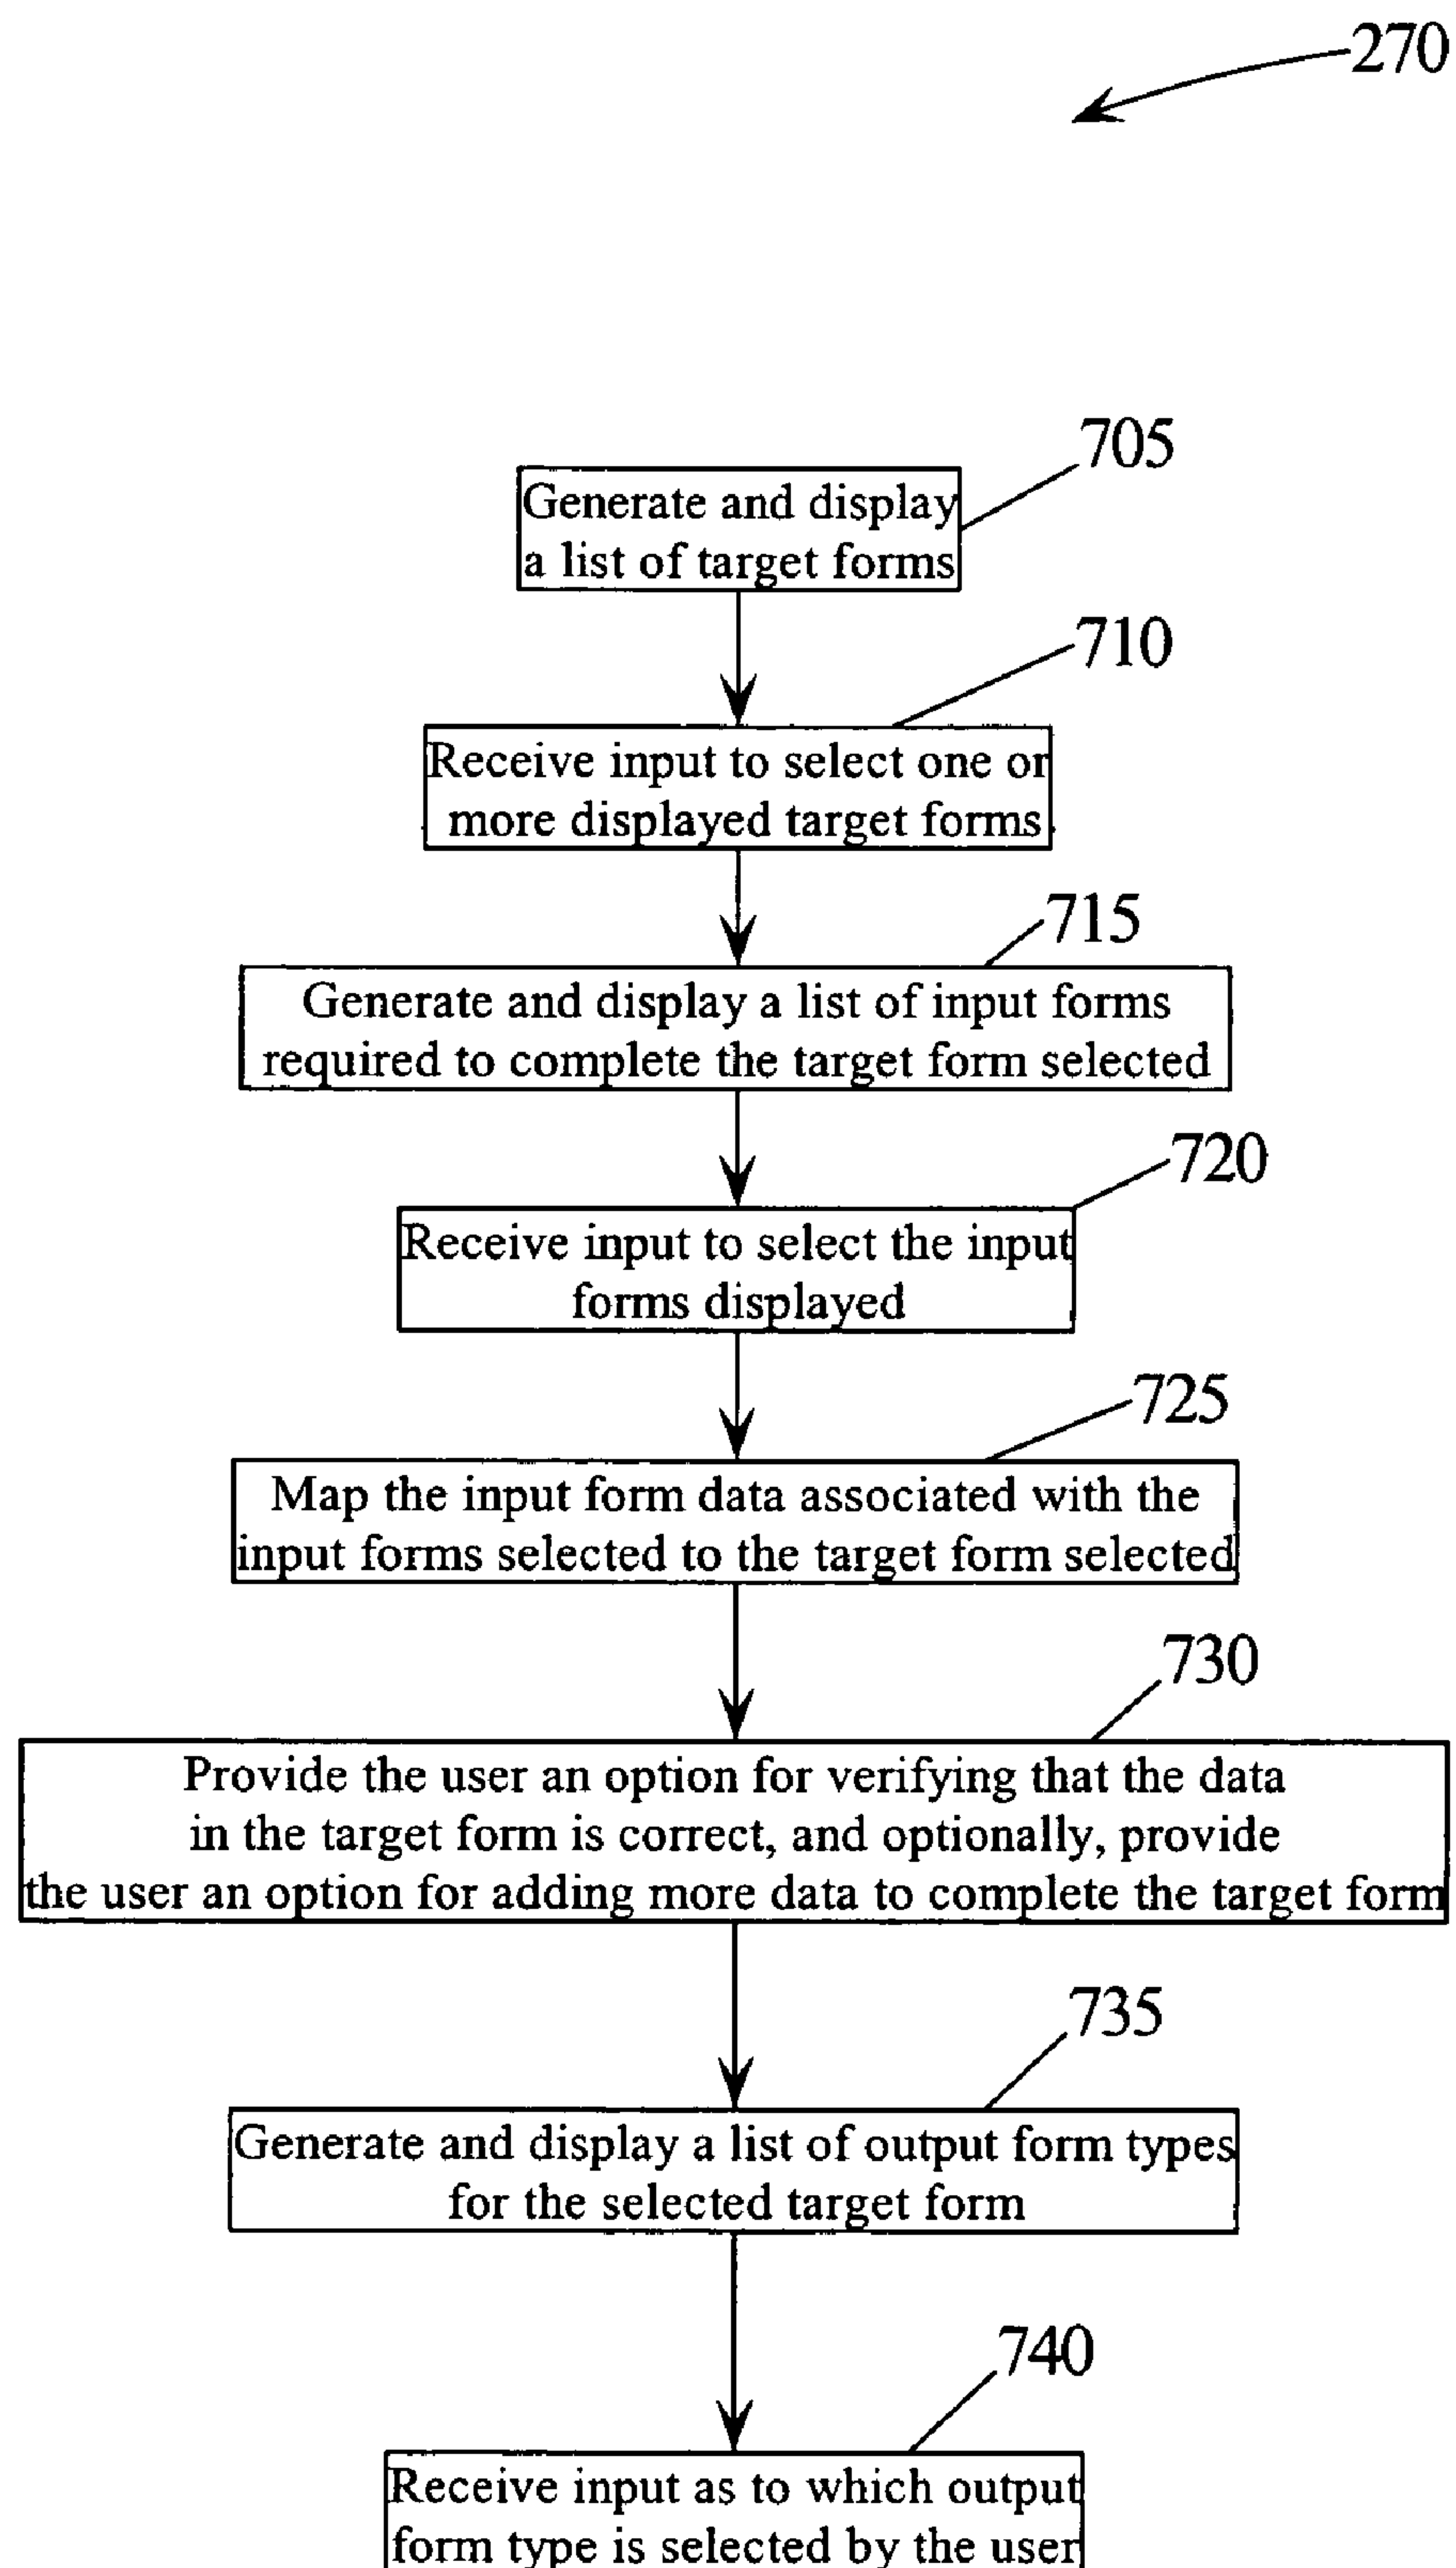 270
705
Generate and display
a list of target forms
710
Receive input to select one or
more displayed target forms
715
Generate and display a list of input forms
required to complete the target form selected
720
Receive input to select the input
forms displayed
725
Map the input form data associated with the
input forms selected to the target form selected
730
Provide the user an option for verifying that the data
in the target form is correct, and optionally, provide
the user an option for adding more data to complete the target form
735
Generate and display a list of output form types
for the selected target form
740
Receive input as to which output
form type is selected by the user